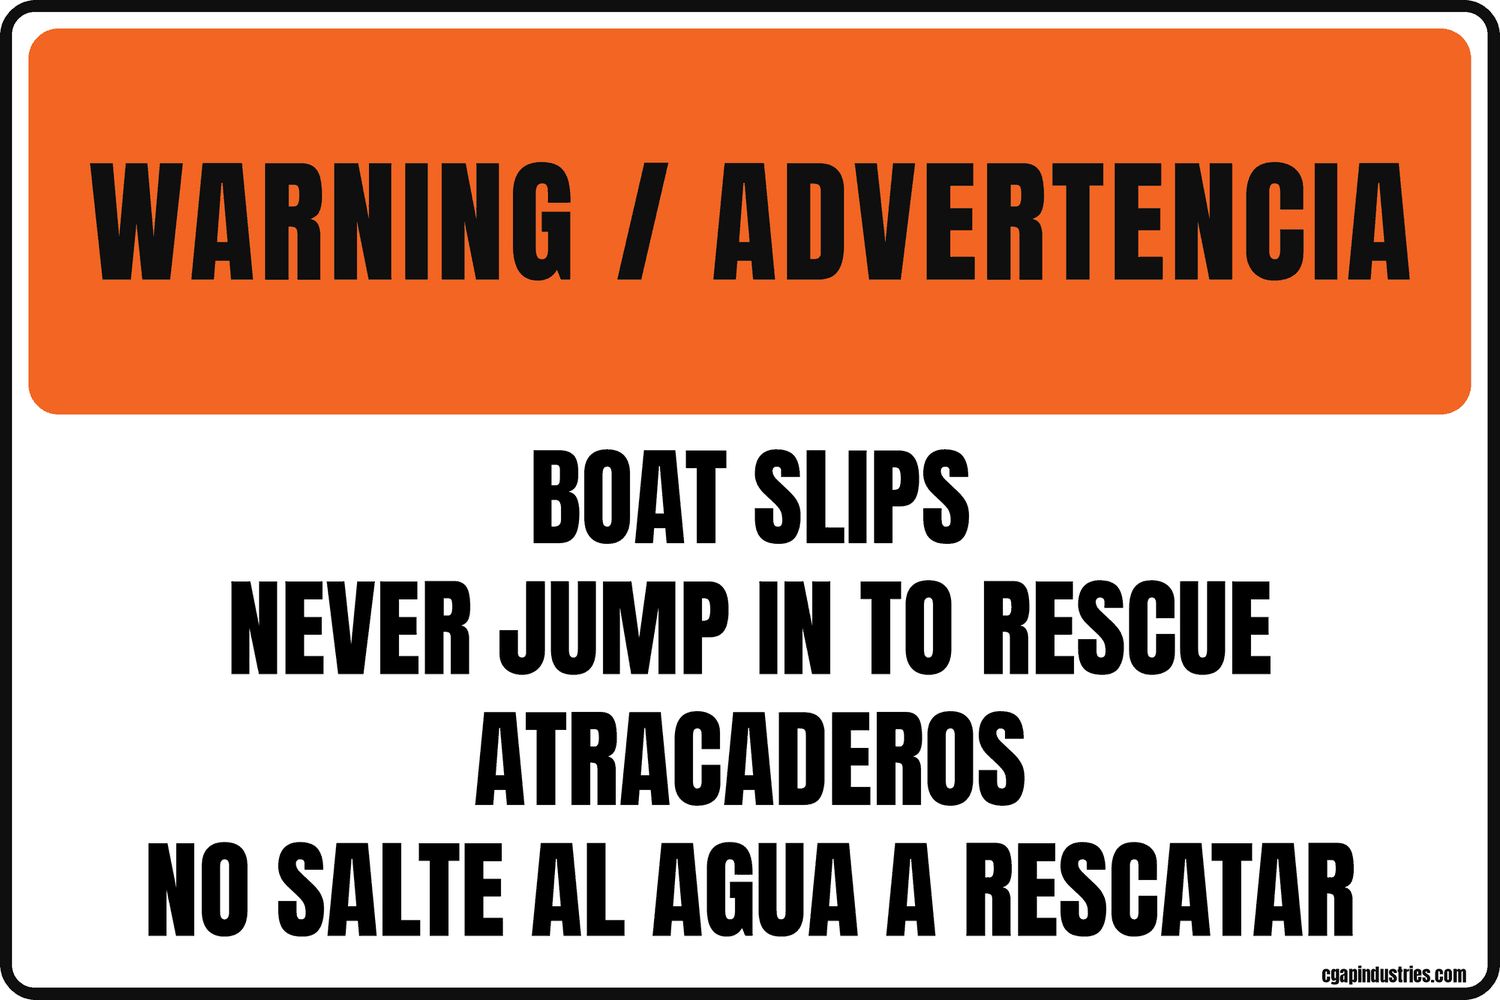 WARNING / ADVERTENCIA
BOAT SLIPS
NEVER JUMP IN TO RESCUE
ATRACADEROS
NO SALTE AL AGUA A RESCATAR
cgapindustries.com